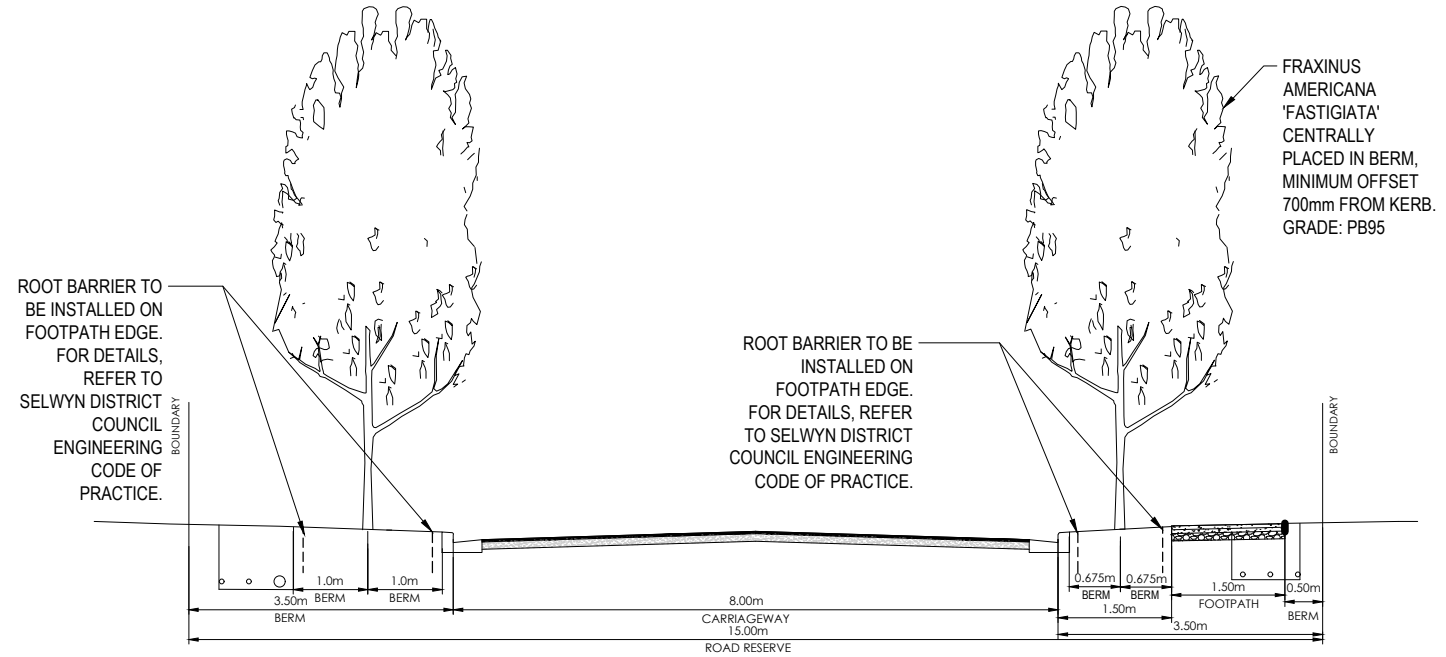 FRAXINUS
AMERICANA
'FASTIGIATA'
CENTRALLY
PLACED IN BERM,
MINIMUM OFFSET
700mm FROM KERB.
GRADE: PB95
ROOT BARRIER TO
BE INSTALLED ON
FOOTPATH EDGE.
FOR DETAILS,
REFER TO
SELWYN DISTRICT
COUNCIL
ENGINEERING
CODE OF
PRACTICE.
BOUNDARY
ROOT BARRIER TO BE
INSTALLED ON
FOOTPATH EDGE.
FOR DETAILS, REFER
TO SELWYN DISTRICT
COUNCIL ENGINEERING
CODE OF PRACTICE.
BOUNDARY
1.0m
BERM
1.0m
BERM
3.50m
BERM
8.00m
CARRIAGEWAY
15.00m
ROAD RESERVE
0.675m
BERM
0.675m
BERM
1.50m
1.50m
FOOTPATH
0.50m
BERM
3.50m